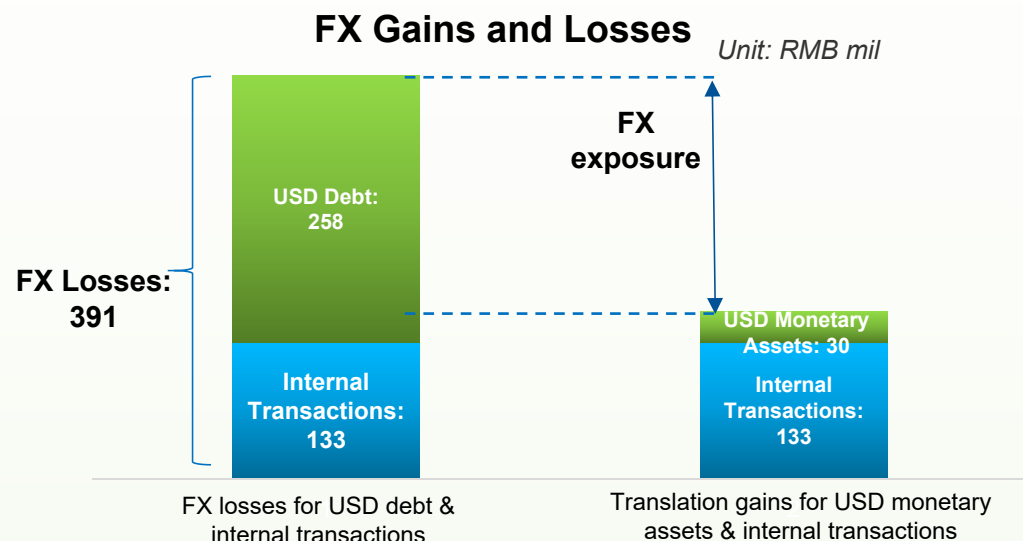 FX Gains and Losses
Unit: RMB mil
FX
exposure
USD Debt:
258
FX Losses:
391
USD Monetary
Assets: 30
Internal
Transactions:
133
Internal
Transactions:
133
FX losses for USD debt &
internal transactions
Translation gains for USD monetary
assets & internal transactions